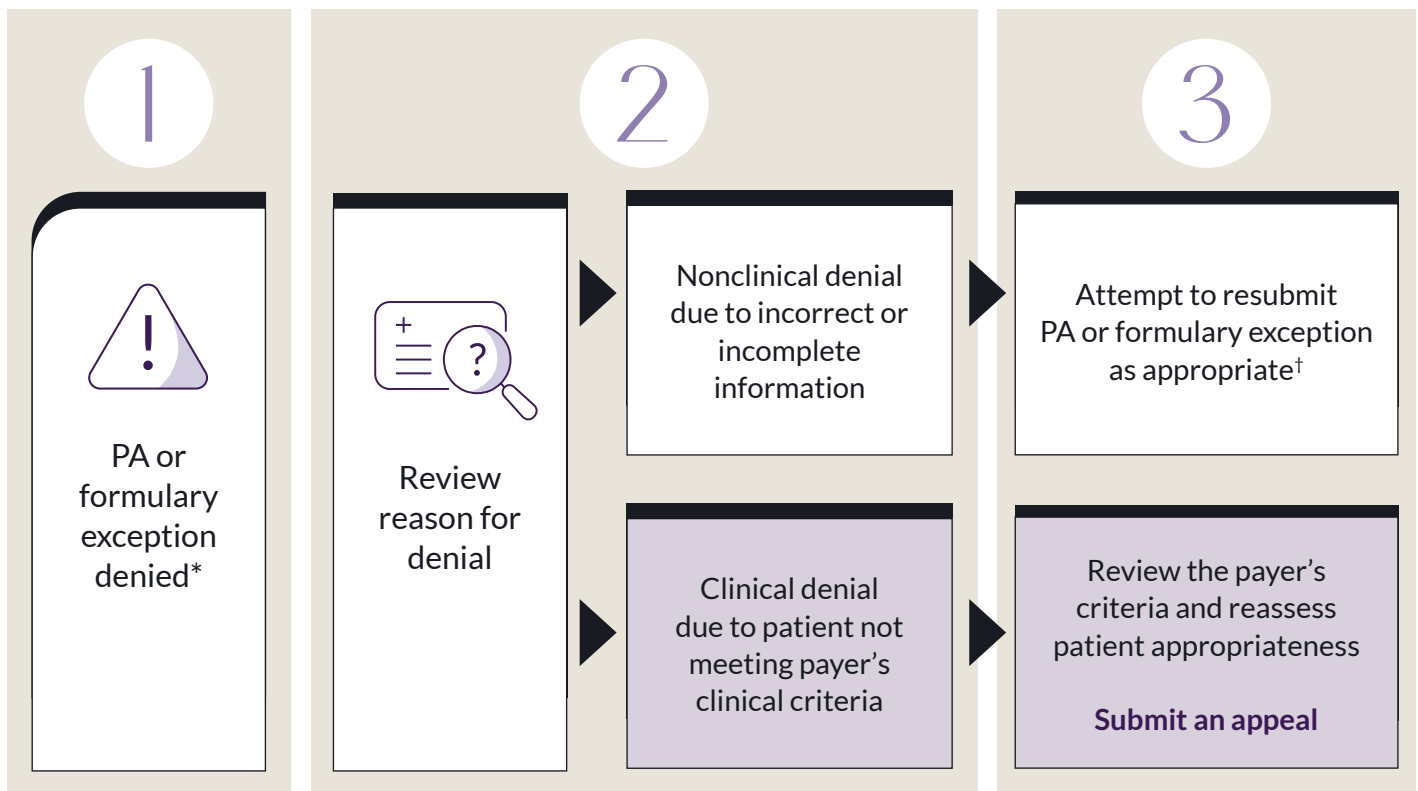 1
PA or
formulary
exception
denied*
2
+
?
Review
reason for
denial
Nonclinical denial
due to incorrect or
incomplete
information
Clinical denial
due to patient not
meeting payer’s
clinical criteria
3
Attempt to resubmit
PA or formulary exception
as appropriate†
Review the payer’s
criteria and reassess
patient appropriateness
Submit an appeal